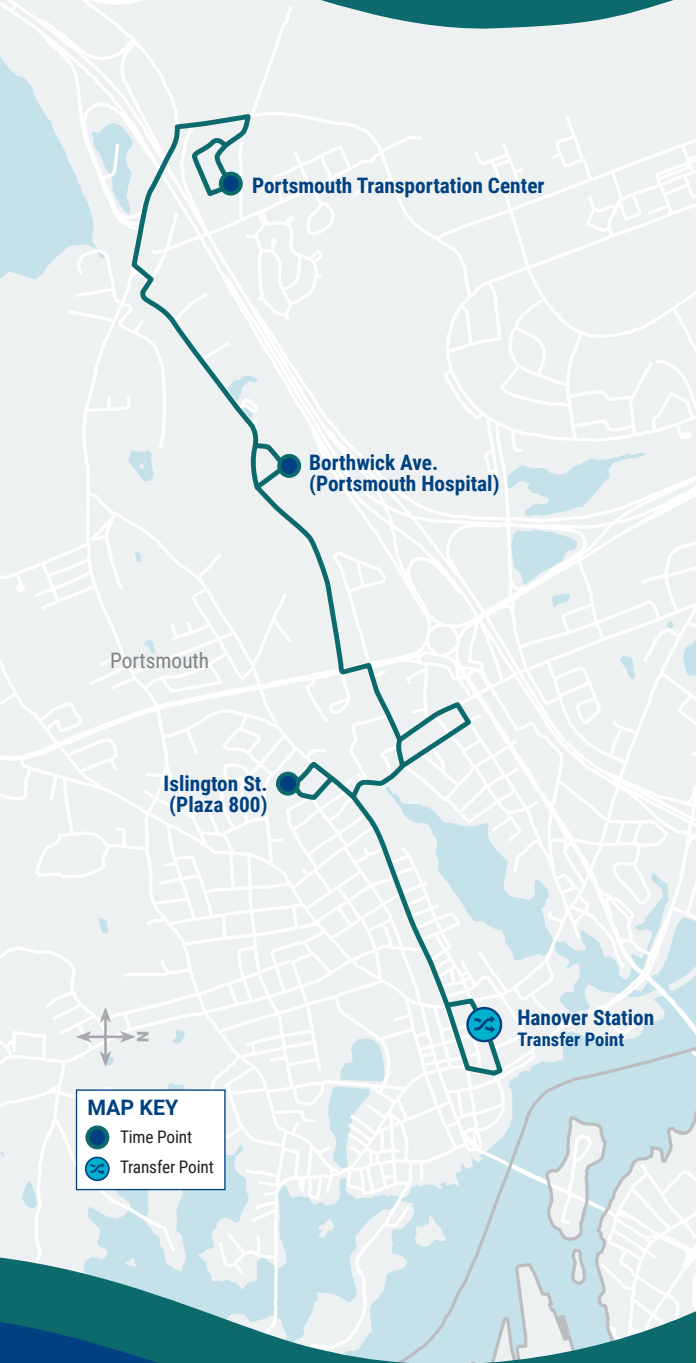 Portsmouth Transportation Center
Borthwick Ave.
(Portsmouth Hospital)
Portsmouth
Islington St.
(Plaza 800)
Hanover Station
Transfer Point
N
MAP KEY
Time Point
Transfer Point